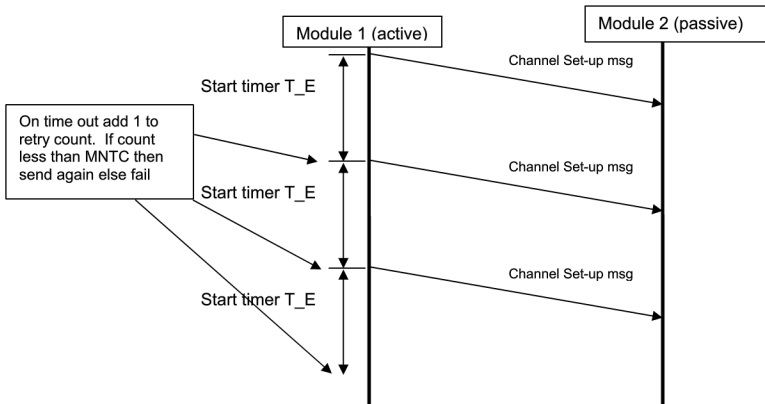 Module 1 (active)
Module 2 (passive)
Channel Set-up msg
Start timer T_E
On time out add 1 to
retry count. If count
less than MNTC then
send again else fail
Channel Set-up msg
Start timer T_E
Channel Set-up msg
Start timer T_E